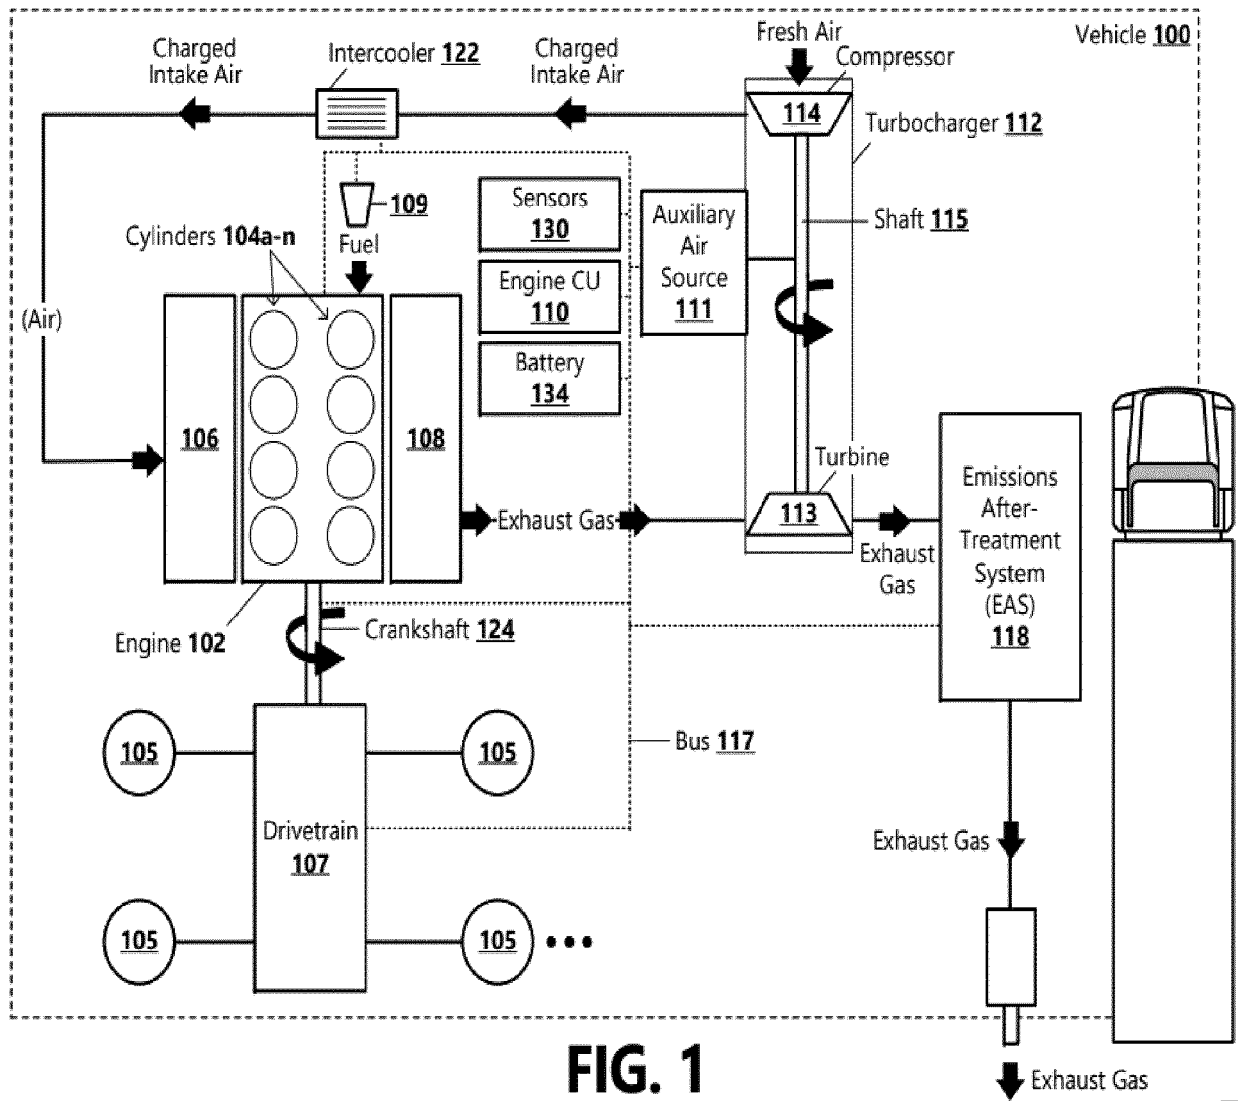 Vehicle 100
Charged
Intake Air
Intercooler 122
Charged
Intake Air
Fresh Air
Compressor
114
Turbocharger 112
109
Fuel
Sensors
130
Auxiliary
Air
Source
111
Shaft 115
Cylinders 104a-n
Engine CU
110
(Air)
Battery
134
106
108
Turbine
113
Exhaust Gas
Exhaust
Gas
Emissions
After-
Treatment
System
(EAS)
118
Engine 102
Crankshaft 124
105
105
Bus 117
Drivetrain
107
Exhaust Gas
105
105
FIG. 1
Exhaust Gas